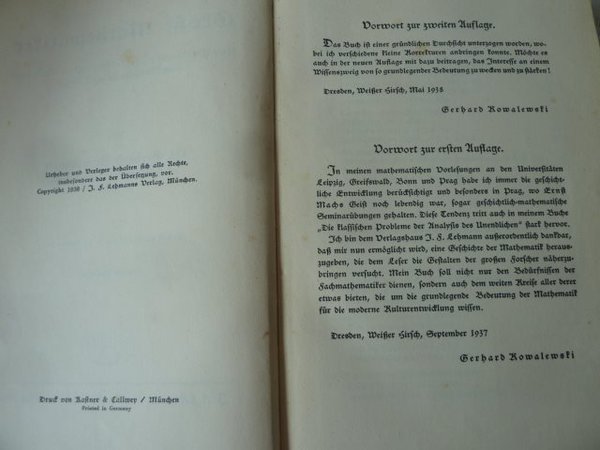 Urheber und Verleger behalten sich alle Rechte,
insbesondere das der Übersetzung, vor.
Copyright 1938 / J. F. Lehmanns Verlag, München.
Druck von Kastner & Callwey / München
Printed in Germany
Vorwort zur zweiten Auflage.
Das Buch ist einer gründlichen Durchsicht unterzogen worden, wo-
bei ich verschiedene kleine Korrekturen anbringen konnte. Möchte es
auch in der neuen Auflage mit dazu beitragen, das Interesse an einem
Wissenszweig von so grundlegender Bedeutung zu wecken und zu stärken!
Dresden, Weißer Hirsch, Mai 1938
Gerhard Kowalewski
Vorwort zur ersten Auflage.
In meinen mathematischen Vorlesungen an den Universitäten
Leipzig, Greifswald, Bonn und Prag habe ich immer die geschicht-
liche Entwicklung berücksichtigt und besonders in Prag, wo Ernst
Machs Geist noch lebendig war, sogar geschichtlich-mathematische
Seminarübungen gehalten. Diese Tendenz tritt auch in meinem Buche
„Die klassischen Probleme der Analysis des Unendlichen" stark hervor.
Ich bin dem Verlagshaus J. F. Lehmann außerordentlich dankbar,
daß mir nun ermöglicht wird, eine Geschichte der Mathematik heraus-
zugeben, die dem Leser die Gestalten der großen Forscher näherzu-
bringen versucht. Mein Buch soll nicht nur den Bedürfnissen der
Fachmathematiker dienen, sondern auch dem weiten Kreise aller derer
etwas bieten, die um die grundlegende Bedeutung der Mathematik
für die moderne Kulturentwicklung wissen.
Dresden, Weißer Hirsch, September 1937
Gerhard Kowalewski